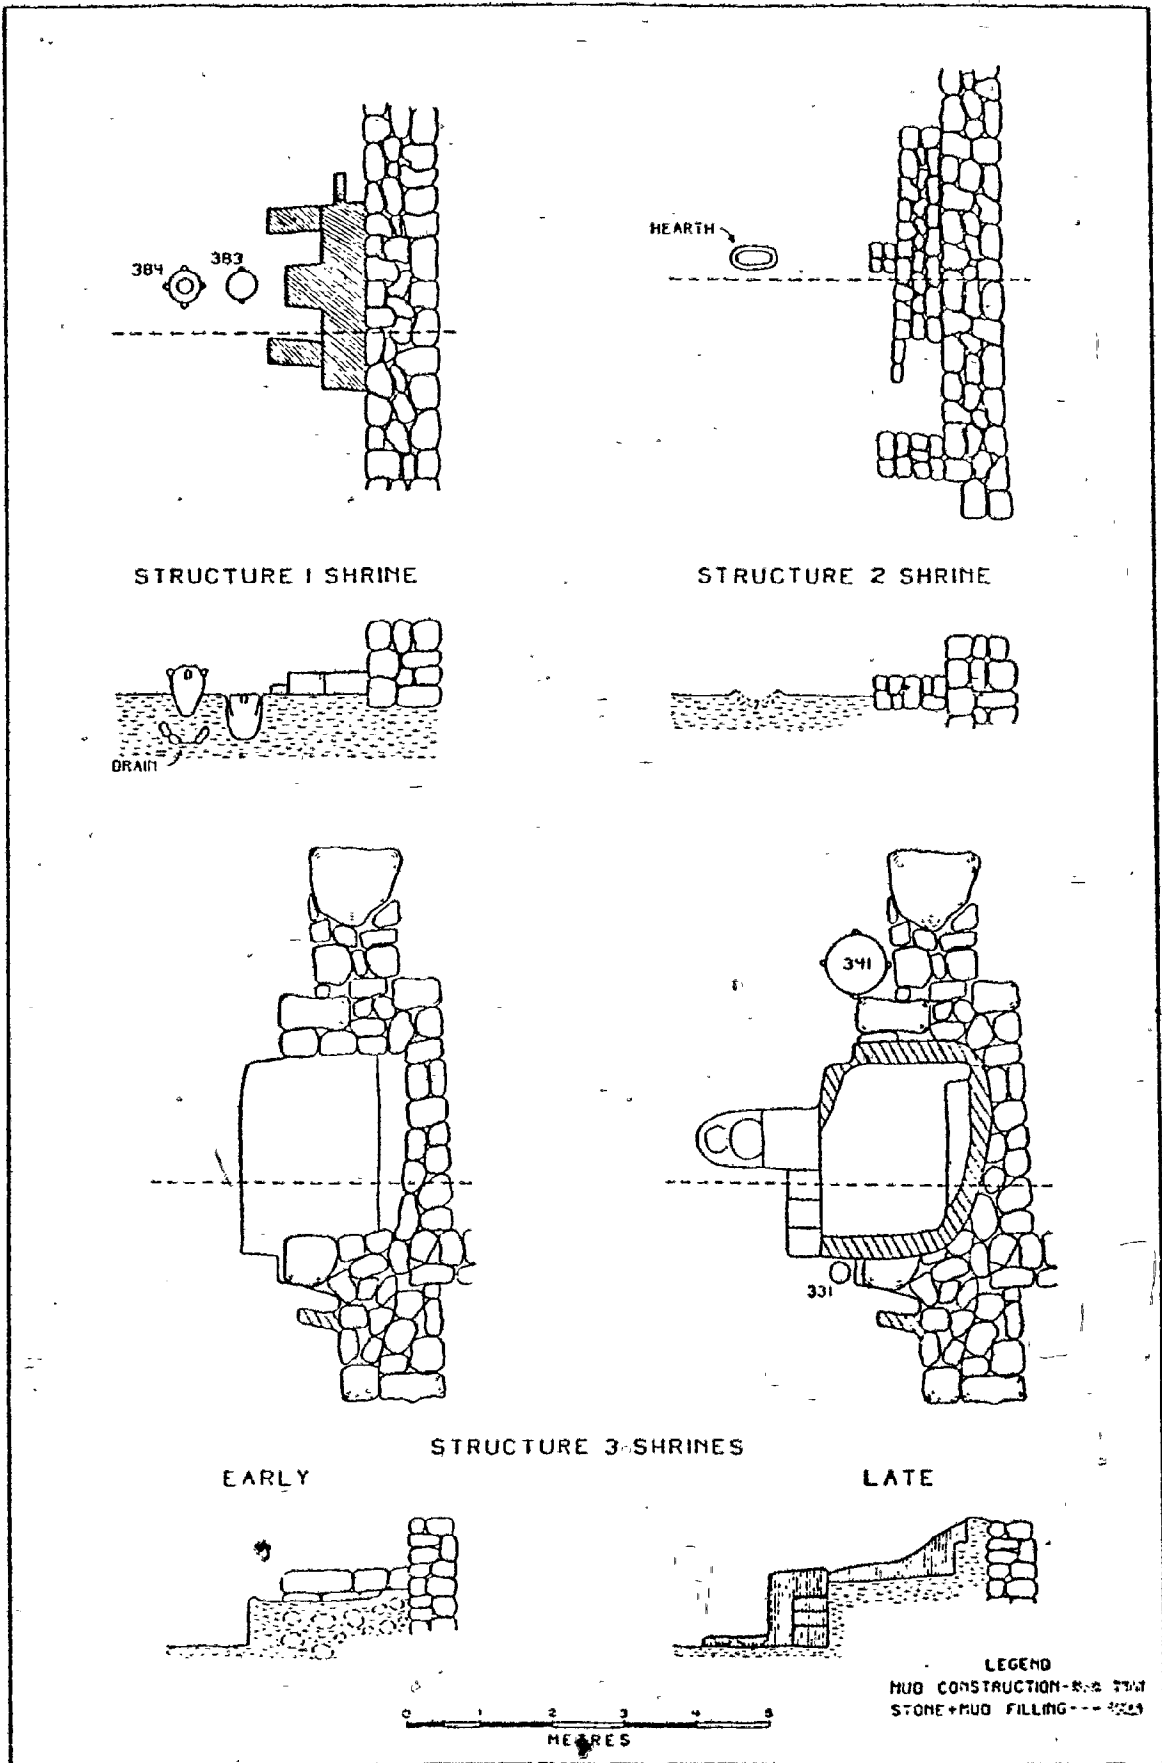 HEARTH
384 383
STRUCTURE 1 SHRINE
STRUCTURE 2 SHRINE
DRAIN
341
331
STRUCTURE 3 SHRINES
EARLY
LATE
LEGEND
MUD CONSTRUCTION-
STONE+MUD FILLING---
0 1 2 3 4 5
METRES